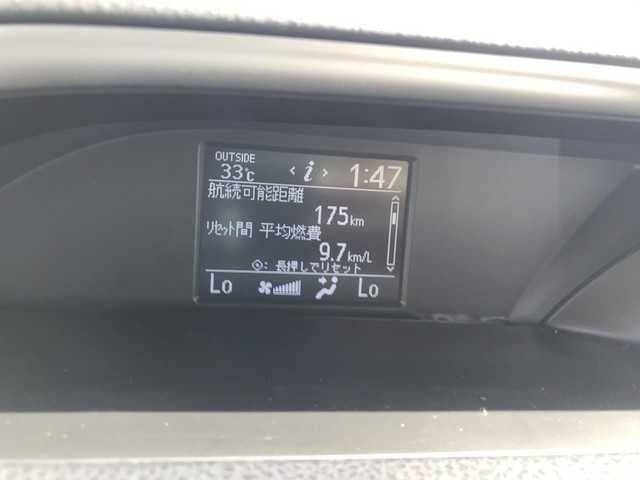 OUTSIDE
33℃ < i > 1:47
航続可能距離
175km
リセット間 平均燃費
9.7km/L
◎: 長押しでリセット
Lo Lo